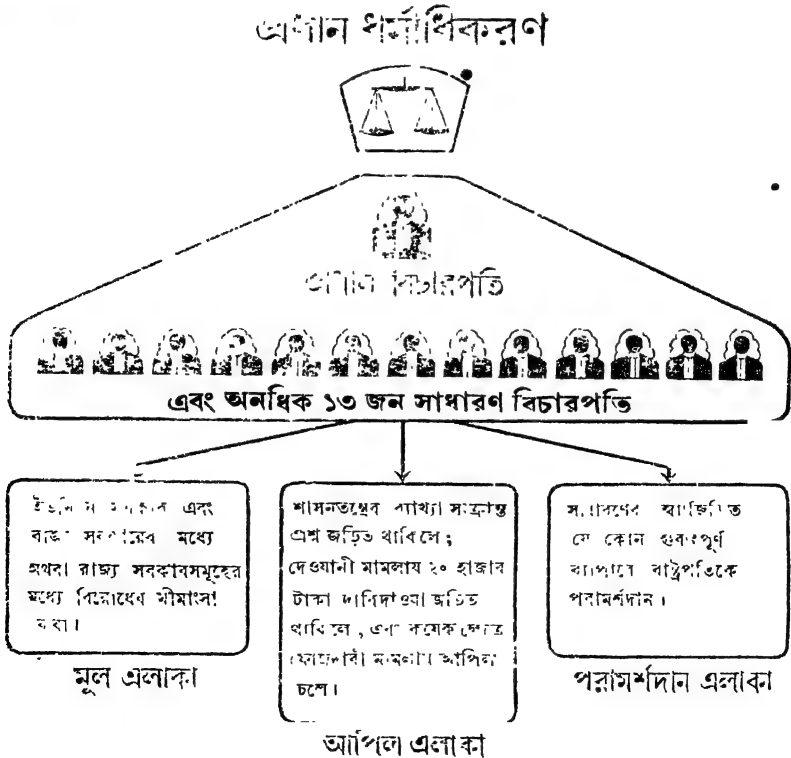 প্রধান ধর্মাধিকরণ
প্রধান বিচারপতি
এবং অনধিক ১৩ জন সাধারণ বিচারপতি
এবং
সরকারের মধ্যে
অথবা রাজ্য সরকারসমূহের
মধ্যে বিরোধের মীমাংসা
করা।
মূল এলাকা
শাসনতন্ত্রের ব্যাখ্যা সংক্রান্ত
প্রশ্ন জড়িত থাকিলে;
দেওয়ানী মামলায় ২০ হাজার
টাকা দাবিদাওয়া জড়িত
থাকিলে, এবং কয়েক ক্ষেত্রে
ফৌজদারী মামলায় আপিল
চলে।
আপিল এলাকা
যে কোন গুরুত্বপূর্ণ
ব্যাপারে রাষ্ট্রপতিকে
পরামর্শদান।
পরামর্শদান এলাকা